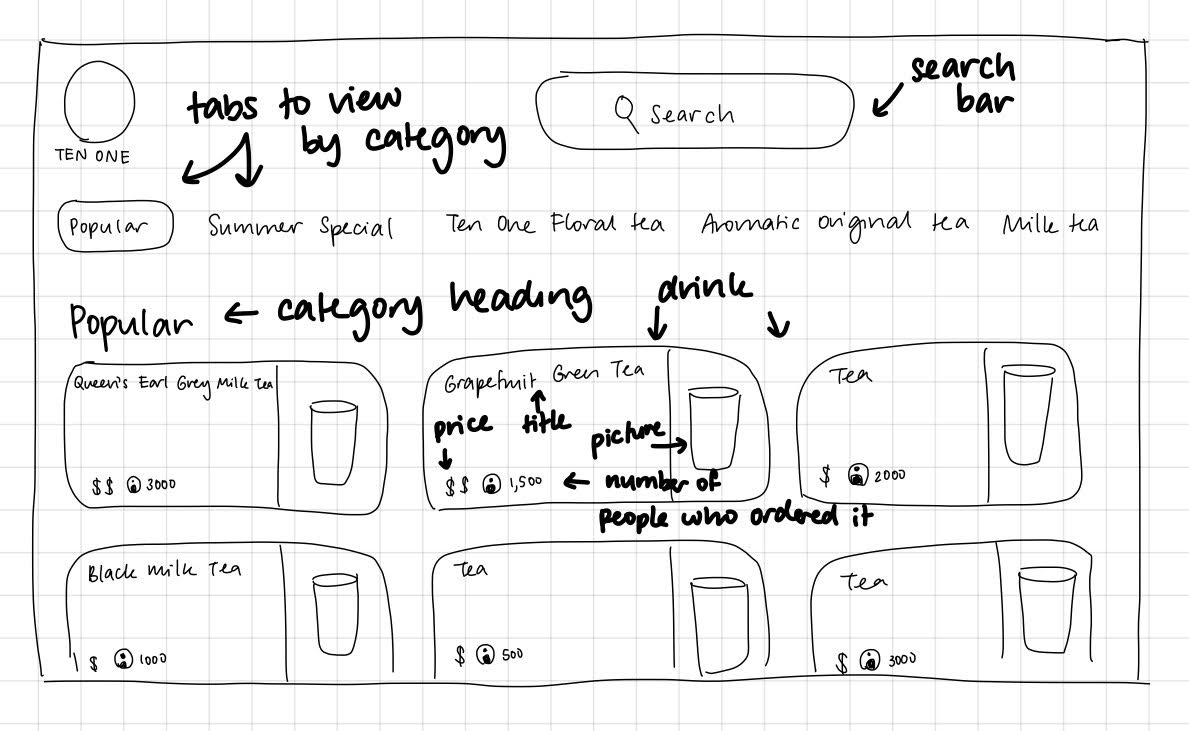 search
bar
tabs to view
by category
Search
TEN ONE
Popular
Summer Special
Ten One Floral tea
Aromatic original tea
Milk tea
Popular
← category heading
drink
Queen's Earl Grey Milk Tea
$$ 3000
Grapefruit Green Tea
price
title
picture
$$ 1,500
← number of
people who ordered it
Tea
$ 2000
Black milk Tea
$ 1000
Tea
$ 500
Tea
$ 3000